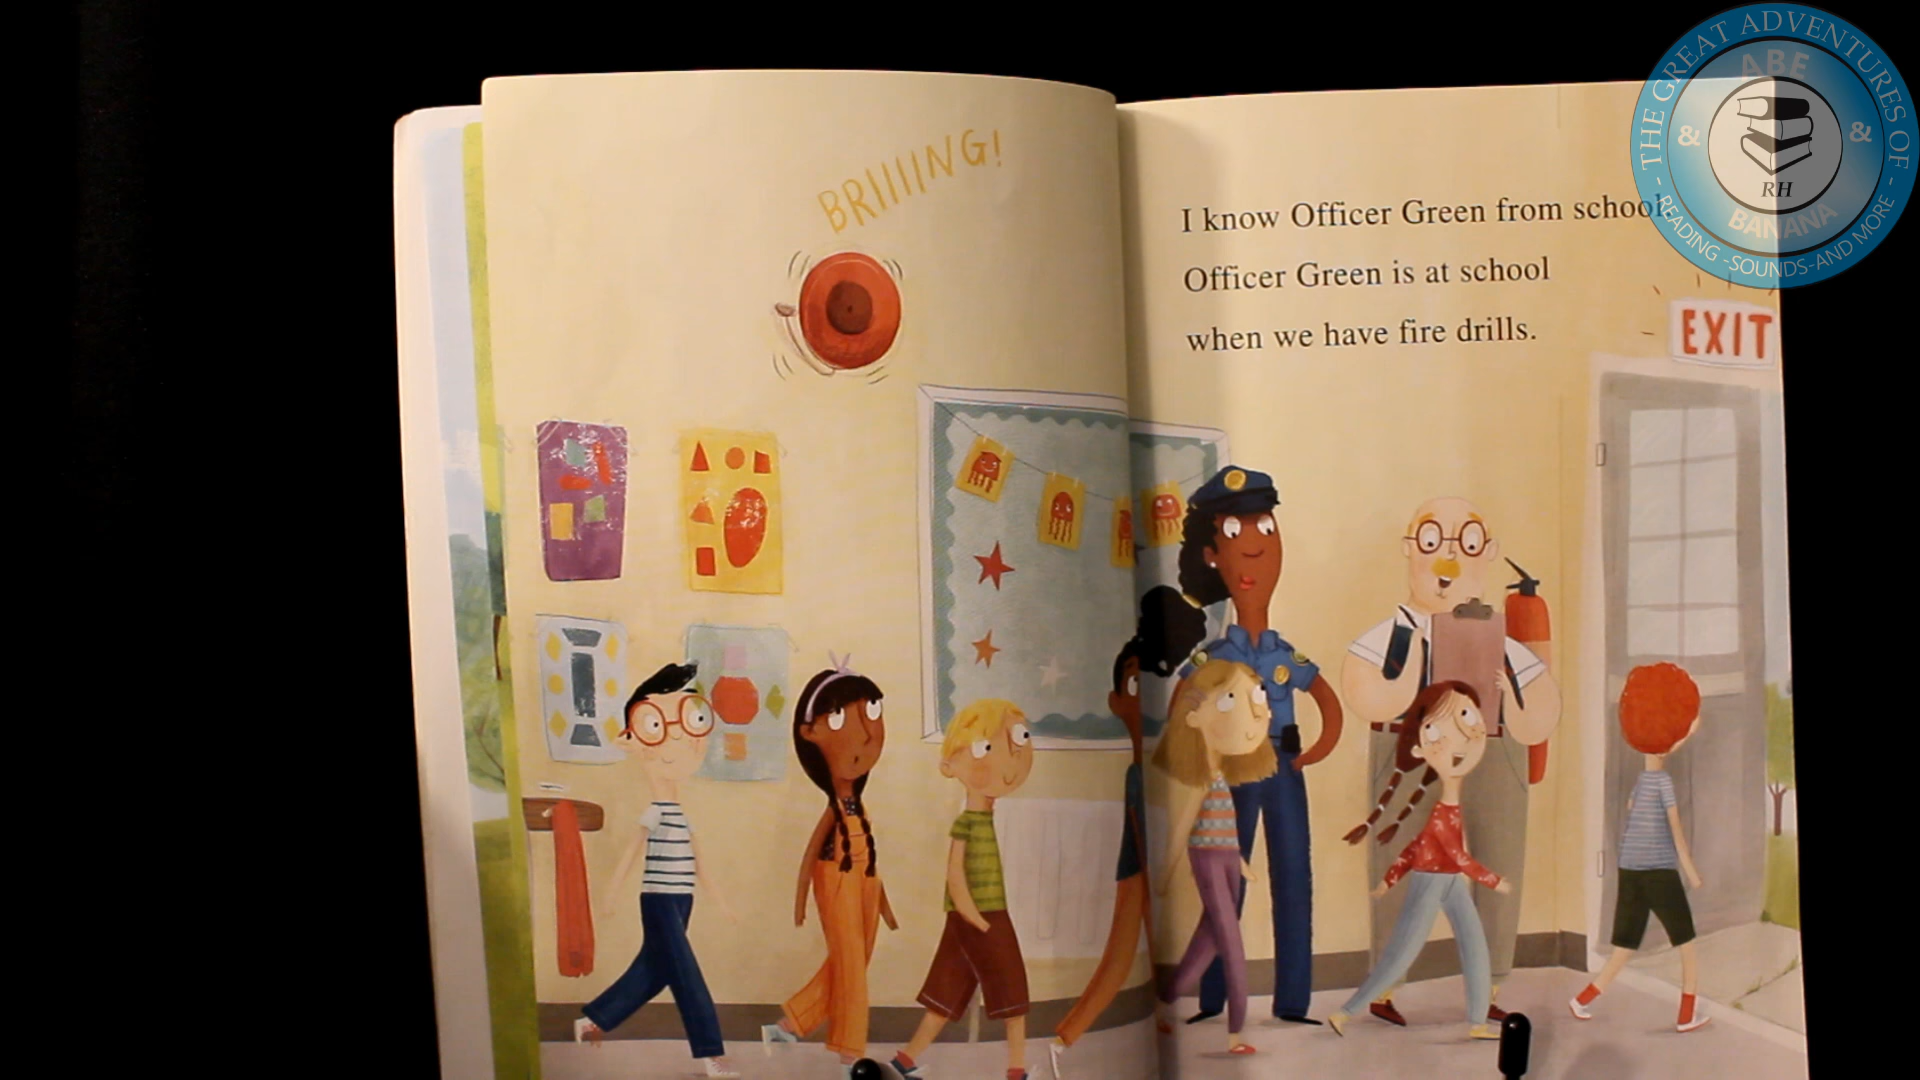 BRIIIING!
I know Officer Green from school
Officer Green is at school
when we have fire drills.
EXIT
THE GREAT ADVENTURES OF
ABE
& &
RH
BANANA
- READING - SOUNDS - AND MORE -